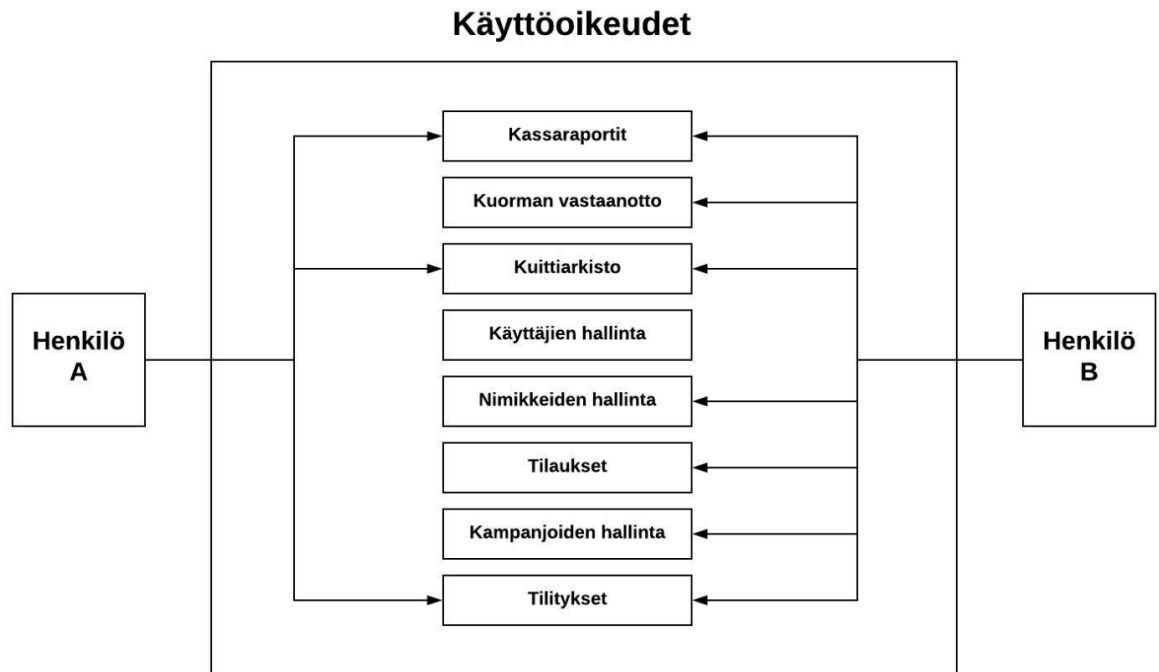 Käyttöoikeudet
Kassaraportit
Kuorman vastaanotto
Kuittiarkisto
Henkilö
A
Käyttäjien hallinta
Henkilö
B
Nimikkeiden hallinta
Tilaukset
Kampanjoiden hallinta
Tilitykset